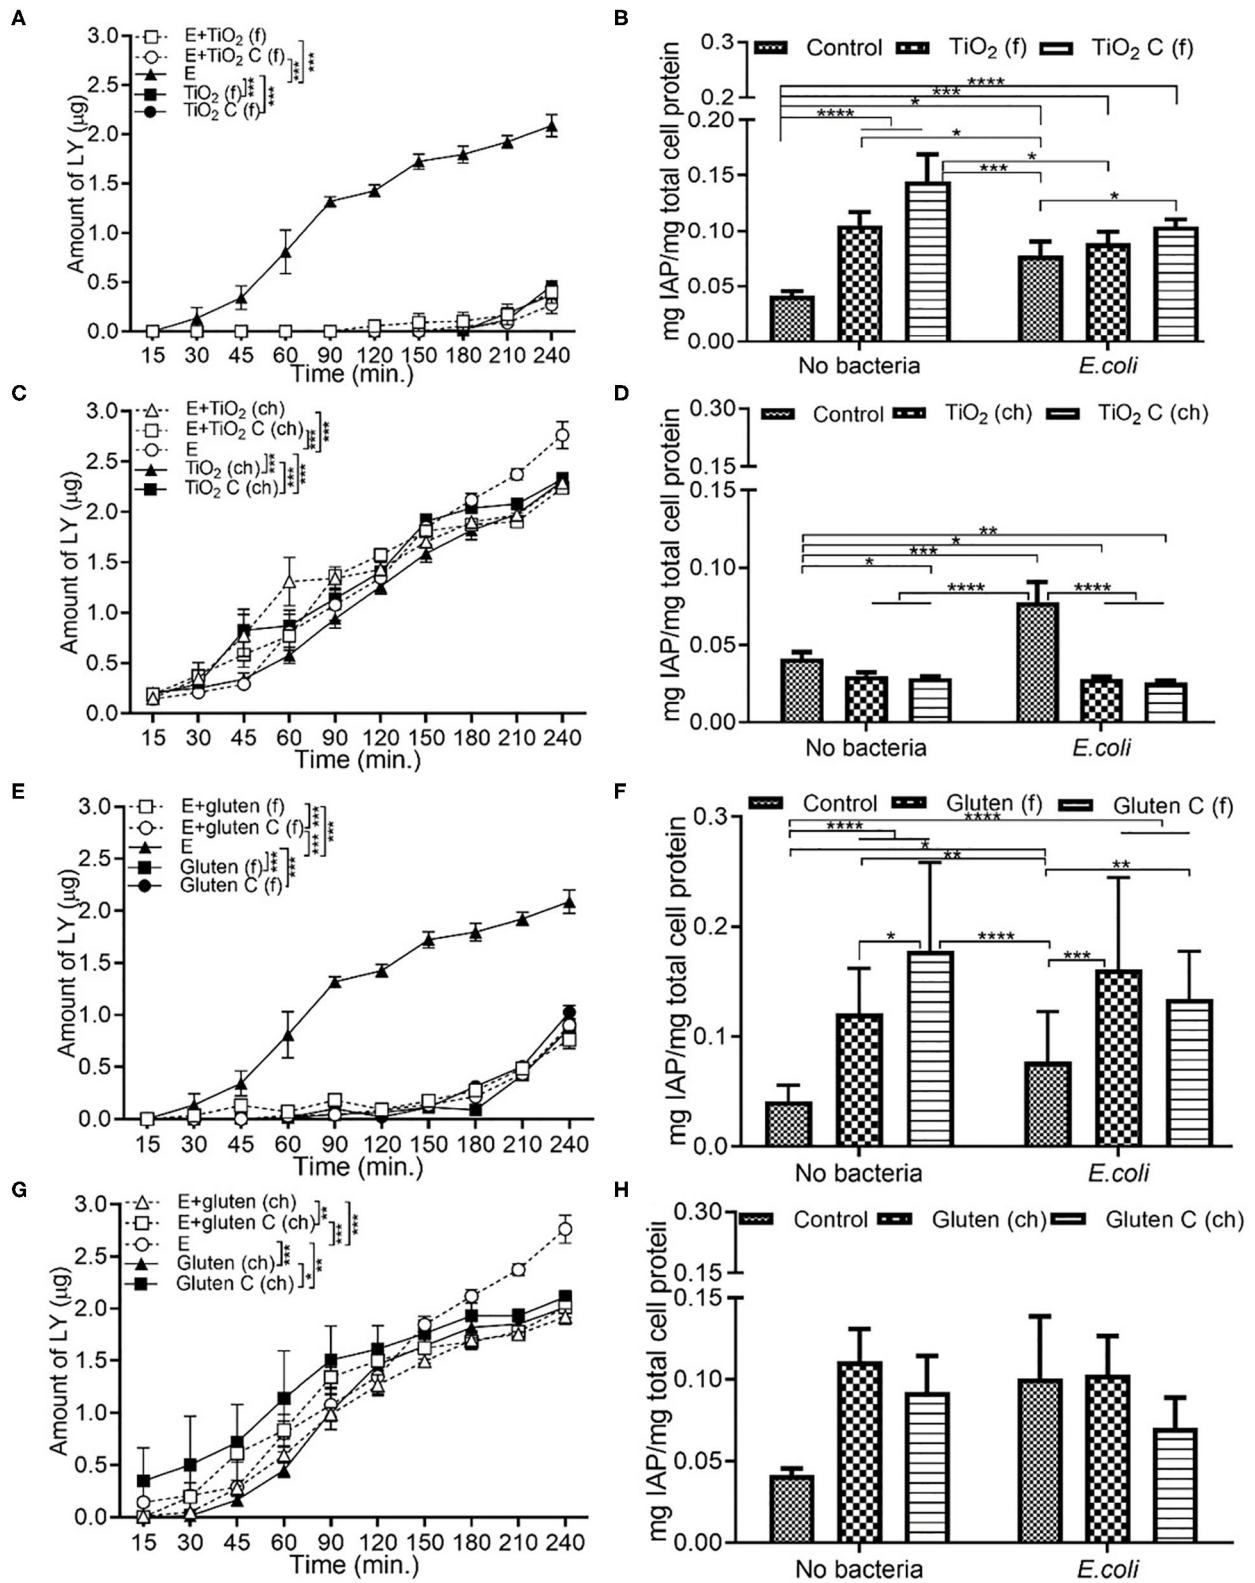 A
E+TiO2 (f)
E+TiO2 C (f)
E
TiO2 (f)
TiO2 C (f)
*** *** *** ***
Amount of LY (µg)
3.0
2.5
2.0
1.5
1.0
0.5
0.0
15 30 45 60 90 120 150 180 210 240
Time (min.)
B
Control TiO2 (f) TiO2 C (f)
mg IAP/mg total cell protein
0.3
0.2
0.20
0.15
0.10
0.05
0.00
****
***
*
****
*
*
***
*
No bacteria E.coli
C
E+TiO2 (ch)
E+TiO2 C (ch)
E
TiO2 (ch)
TiO2 C (ch)
*** *** *** *** ***
Amount of LY (µg)
3.0
2.5
2.0
1.5
1.0
0.5
0.0
15 30 45 60 90 120 150 180 210 240
Time (min.)
D
Control TiO2 (ch) TiO2 C (ch)
mg IAP/mg total cell protein
0.30
0.15
0.15
0.10
0.05
0.00
**
*
***
*
**** ****
No bacteria E.coli
E
E+gluten (f)
E+gluten C (f)
E
Gluten (f)
Gluten C (f)
*** *** *** *** ***
Amount of LY (µg)
3.0
2.5
2.0
1.5
1.0
0.5
0.0
15 30 45 60 90 120 150 180 210 240
Time (min.)
F
Control Gluten (f) Gluten C (f)
mg IAP/mg total cell protein
0.3
0.2
0.1
0.0
****
****
*
**
**
* ****
***
No bacteria E.coli
G
E+gluten (ch)
E+gluten C (ch)
E
Gluten (ch)
Gluten C (ch)
** *** *** *** ** *
Amount of LY (µg)
3.0
2.5
2.0
1.5
1.0
0.5
0.0
15 30 45 60 90 120 150 180 210 240
Time (min.)
H
Control Gluten (ch) Gluten C (ch)
mg IAP/mg total cell protei
0.30
0.15
0.15
0.10
0.05
0.00
No bacteria E.coli